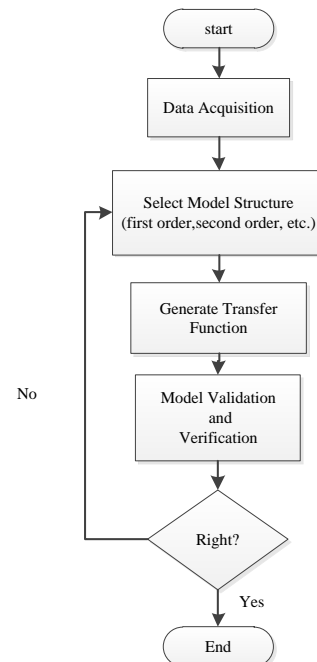 start
Data Acquisition
Select Model Structure
(first order,second order, etc.)
Generate Transfer
Function
Model Validation
and
Verification
No
Right?
Yes
End